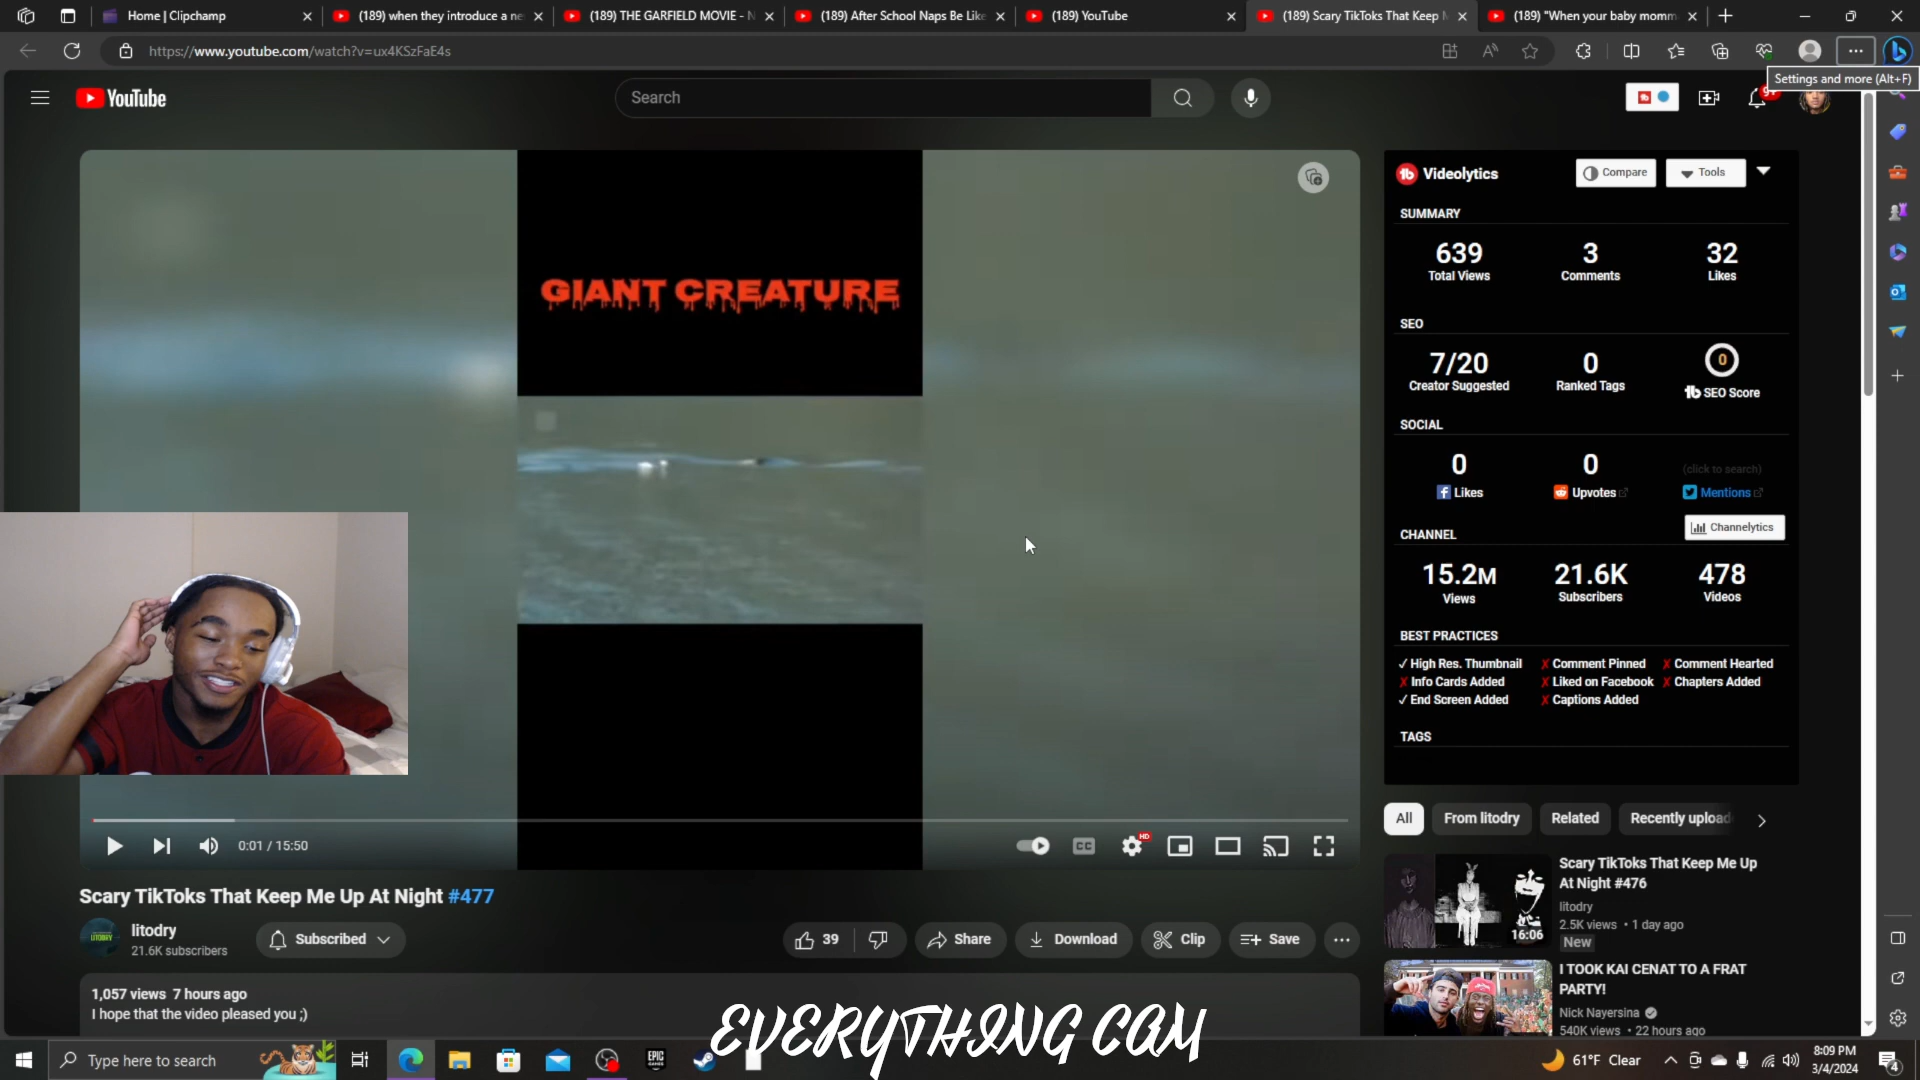 Home | Clipchamp
(189) when they introduce a ne
(189) THE GARFIELD MOVIE - N
(189) After School Naps Be Like
(189) YouTube
(189) Scary TikToks That Keep M
(189) "When your baby momm
https://www.youtube.com/watch?v=ux4KSzFaE4s
Settings and more (Alt+F)
YouTube
Search
9+
GIANT CREATURE
Videolytics
Compare
Tools
SUMMARY
639
3
32
Total Views
Comments
Likes
SEO
7/20
0
0
Creator Suggested
Ranked Tags
SEO Score
SOCIAL
0
0
(click to search)
Likes
Upvotes
Mentions
Channelytics
CHANNEL
15.2M
21.6K
478
Views
Subscribers
Videos
BEST PRACTICES
✓ High Res. Thumbnail
✗ Comment Pinned
✗ Comment Hearted
✗ Info Cards Added
✗ Liked on Facebook
✗ Chapters Added
✓ End Screen Added
✗ Captions Added
TAGS
0:01 / 15:50
CC
HD
Scary TikToks That Keep Me Up At Night #477
litodry
21.6K subscribers
Subscribed
39
Share
Download
Clip
Save
1,057 views 7 hours ago
I hope that the video pleased you ;)
All
From litodry
Related
Recently upload
Scary TikToks That Keep Me Up
At Night #476
litodry
2.5K views • 1 day ago
New
16:06
I TOOK KAI CENAT TO A FRAT
PARTY!
Nick Nayersina
540K views • 22 hours ago
EVERYTHING CAM
Type here to search
EPIC
61°F Clear
8:09 PM
3/4/2024
4